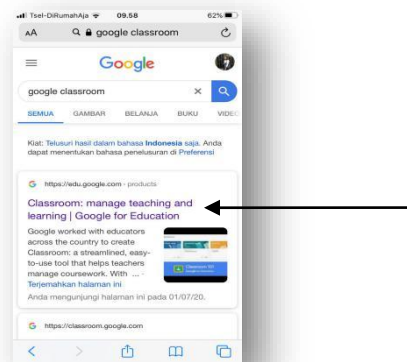 Tsel-DiRumahAja 09.58 62%
AA google classroom
Google
google classroom ×
SEMUA GAMBAR BELANJA BUKU VIDEO
Kiat: Telusuri hasil dalam bahasa Indonesia saja. Anda
dapat menentukan bahasa penelusuran di Preferensi
G https://edu.google.com › products
Classroom: manage teaching and
learning | Google for Education
Google worked with educators
across the country to create
Classroom: a streamlined, easy-
to-use tool that helps teachers
manage coursework. With ... -
Terjemahkan halaman ini
Anda mengunjungi halaman ini pada 01/07/20.
G https://classroom.google.com